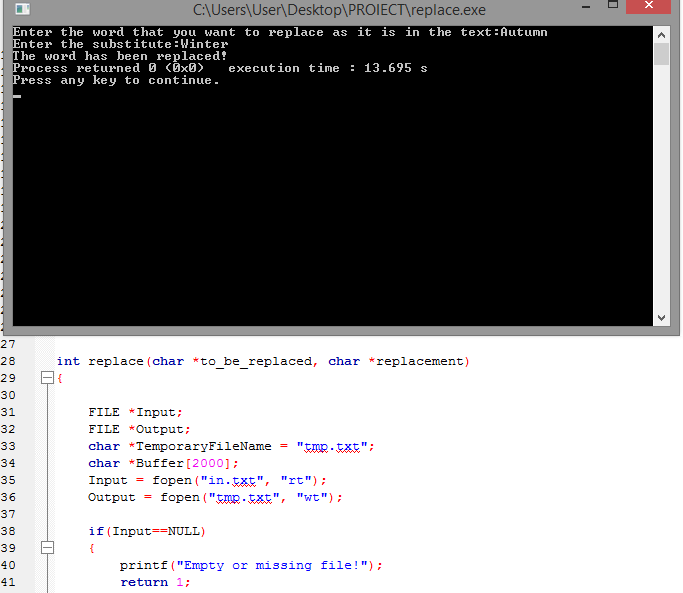 C:\Users\User\Desktop\PROIECT\replace.exe
Enter the word that you want to replace as it is in the text:Autumn
Enter the substitute:Winter
The word has been replaced!
Process returned 0 (0x0)   execution time : 13.695 s
Press any key to continue.
27
28 int replace(char *to_be_replaced, char *replacement)
29 {
30
31 FILE *Input;
32 FILE *Output;
33 char *TemporaryFileName = "tmp.txt";
34 char *Buffer[2000];
35 Input = fopen("in.txt", "rt");
36 Output = fopen("tmp.txt", "wt");
37
38 if(Input==NULL)
39 {
40 printf("Empty or missing file!");
41 return 1;